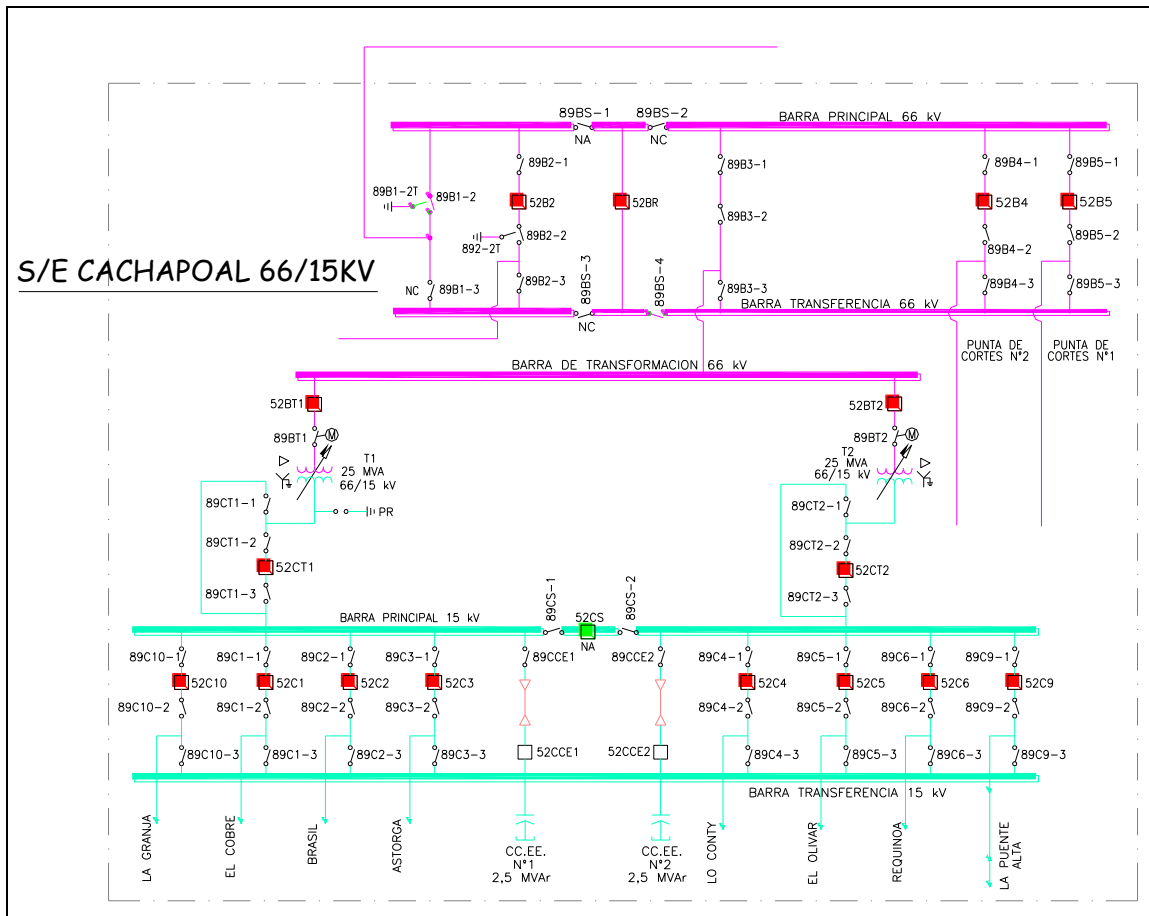 89BS-1
89BS-2
BARRA PRINCIPAL 66 kV
NA
NC
89B2-1
89B3-1
89B4-1
89B5-1
89B1-2T
89B1-2
52B2
52BR
52B4
52B5
89B3-2
892-2T
89B2-2
89B4-2
89B5-2
S/E CACHAPOAL 66/15KV
NC
89B1-3
89B2-3
89BS-3
89BS-4
89B3-3
89B4-3
89B5-3
BARRA TRANSFERENCIA 66 kV
NC
PUNTA DE
CORTES N°2
PUNTA DE
CORTES N°1
BARRA DE TRANSFORMACION 66 kV
52BT1
52BT2
89BT1
M
89BT2
M
T1
25 MVA
66/15 kV
T2
25 MVA
66/15 kV
89CT1-1
PR
89CT2-1
89CT1-2
89CT2-2
52CT1
52CT2
89CT1-3
89CT2-3
BARRA PRINCIPAL 15 kV
89CS-1
52CS
NA
89CS-2
89C10-1
89C1-1
89C2-1
89C3-1
89CCE1
89CCE2
89C4-1
89C5-1
89C6-1
89C9-1
52C10
52C1
52C2
52C3
52C4
52C5
52C6
52C9
89C10-2
89C1-2
89C2-2
89C3-2
89C4-2
89C5-2
89C6-2
89C9-2
89C10-3
89C1-3
89C2-3
89C3-3
52CCE1
52CCE2
89C4-3
89C5-3
89C6-3
89C9-3
BARRA TRANSFERENCIA 15 kV
LA GRANJA
EL COBRE
BRASIL
ASTORGA
CC.EE.
N°1
2,5 MVAr
CC.EE.
N°2
2,5 MVAr
LO CONTY
EL OLIVAR
REQUINOA
LA PUENTE
ALTA